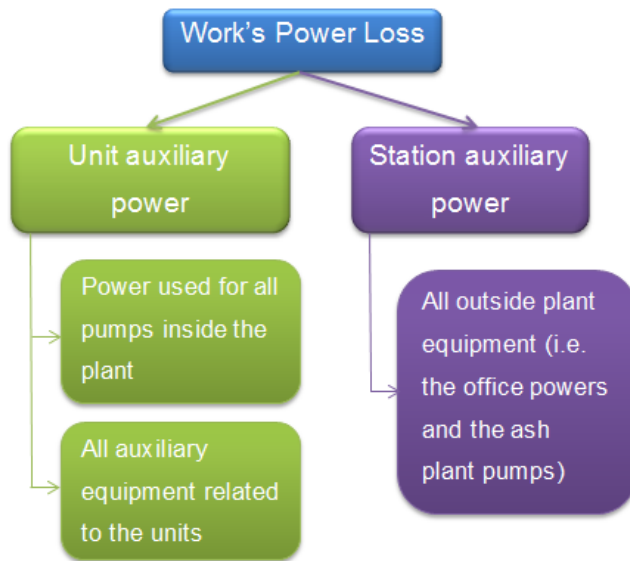 Work's Power Loss
Unit auxiliary
power
Station auxiliary
power
Power used for all
pumps inside the
plant
All auxiliary
equipment related
to the units
All outside plant
equipment (i.e.
the office powers
and the ash
plant pumps)